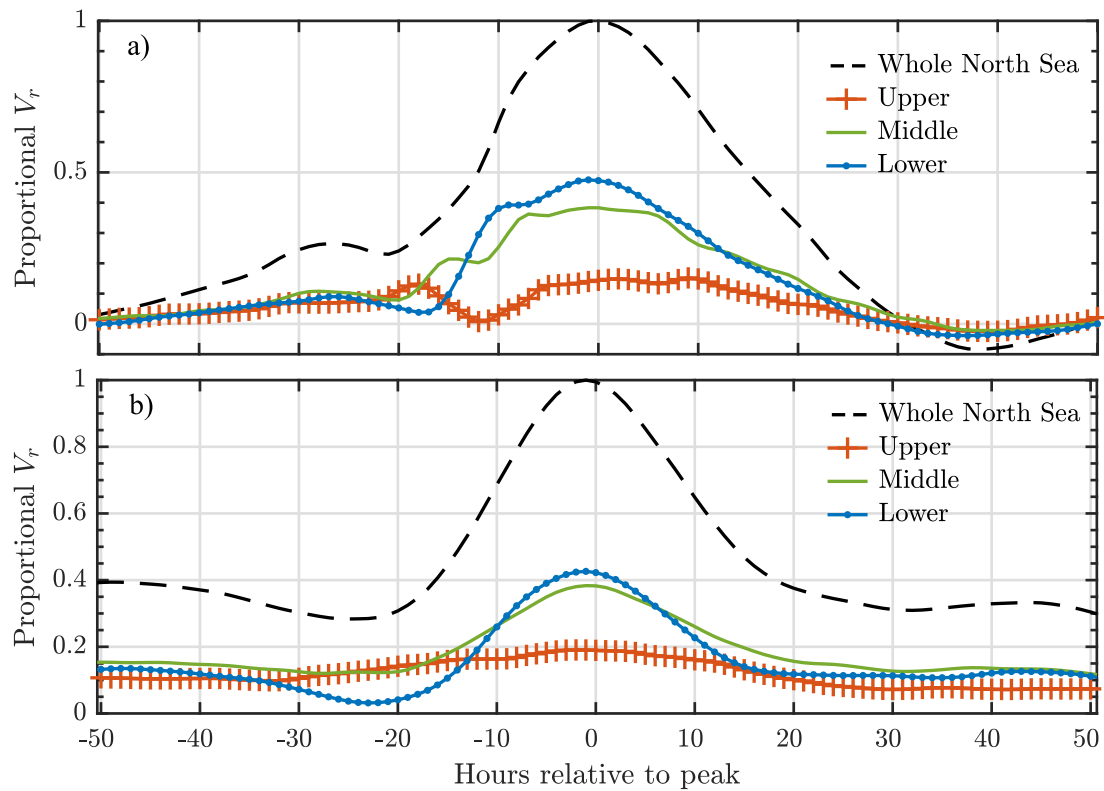 1
a)
Whole North Sea
Upper
Middle
Lower
0.5
0
Proportional V_r
1
b)
Whole North Sea
Upper
Middle
Lower
0.8
0.6
0.4
0.2
0
Proportional V_r
-50 -40 -30 -20 -10 0 10 20 30 40 50
Hours relative to peak